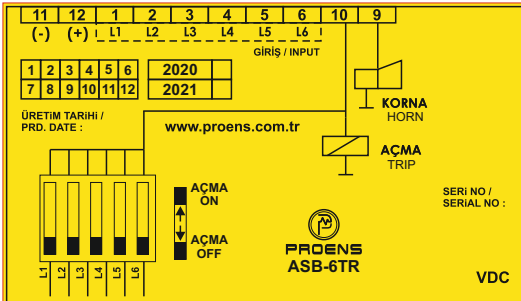 11 12 1 2 3 4 5 6 10 9
(-) (+) L1 L2 L3 L4 L5 L6
GİRİŞ / INPUT
1 2 3 4 5 6 2020
7 8 9 10 11 12 2021
KORNA
HORN
ÜRETİM TARİHİ /
PRD. DATE :
www.proens.com.tr
AÇMA
TRIP
AÇMA
ON
SERİ NO /
SERİAL NO :
AÇMA
OFF
PROENS
ASB-6TR
L1 L2 L3 L4 L5 L6
VDC